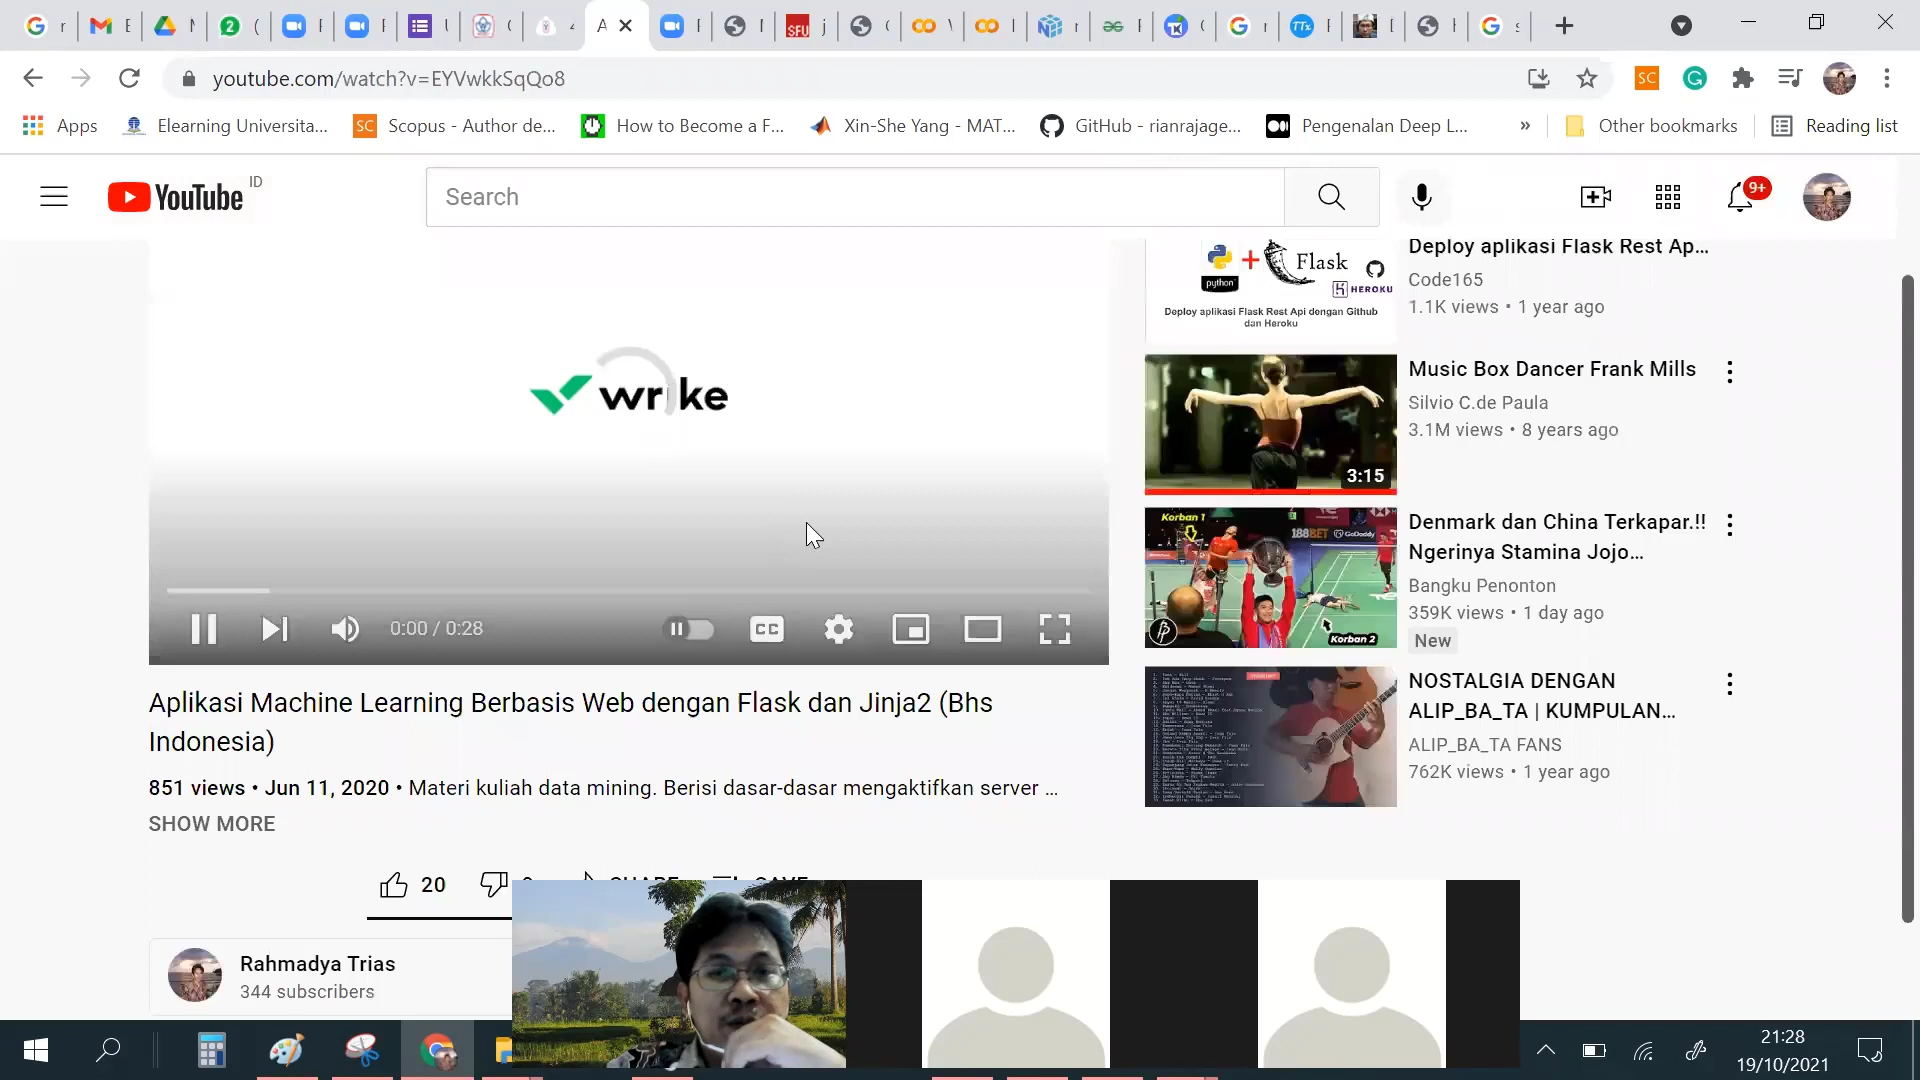 youtube.com/watch?v=EYVwkkSqQo8
Apps
Elearning Universita...
SC
Scopus - Author de...
How to Become a F...
Xin-She Yang - MAT...
GitHub - rianrajage...
Pengenalan Deep L...
»
Other bookmarks
Reading list
YouTube ID
Search
9+
wrike
0:00 / 0:28
CC
Aplikasi Machine Learning Berbasis Web dengan Flask dan Jinja2 (Bhs
Indonesia)
851 views • Jun 11, 2020 • Materi kuliah data mining. Berisi dasar-dasar mengaktifkan server ...
SHOW MORE
20
SHARE
SAVE
Rahmadya Trias
344 subscribers
python
Flask
HEROKU
Deploy aplikasi Flask Rest Api dengan Github
dan Heroku
Deploy aplikasi Flask Rest Ap...
Code165
1.1K views • 1 year ago
3:15
Music Box Dancer Frank Mills
Silvio C.de Paula
3.1M views • 8 years ago
Korban 1
188BET
GoDaddy
Korban 2
Denmark dan China Terkapar.!!
Ngerinya Stamina Jojo...
Bangku Penonton
359K views • 1 day ago
New
NOSTALGIA DENGAN
ALIP_BA_TA | KUMPULAN...
ALIP_BA_TA FANS
762K views • 1 year ago
21:28
19/10/2021